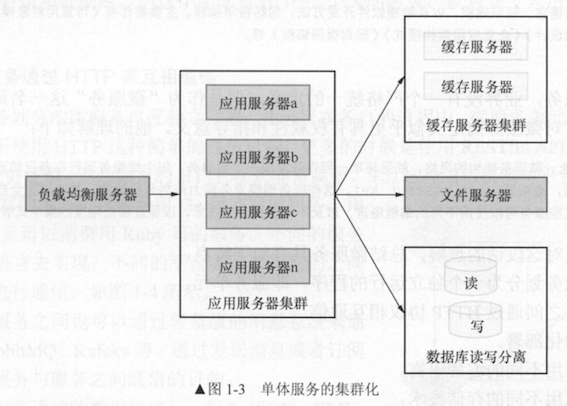 负载均衡服务器
应用服务器a
应用服务器b
应用服务器c
应用服务器n
应用服务器集群
缓存服务器
缓存服务器
缓存服务器集群
文件服务器
读
写
数据库读写分离
▲图 1-3 单体服务的集群化